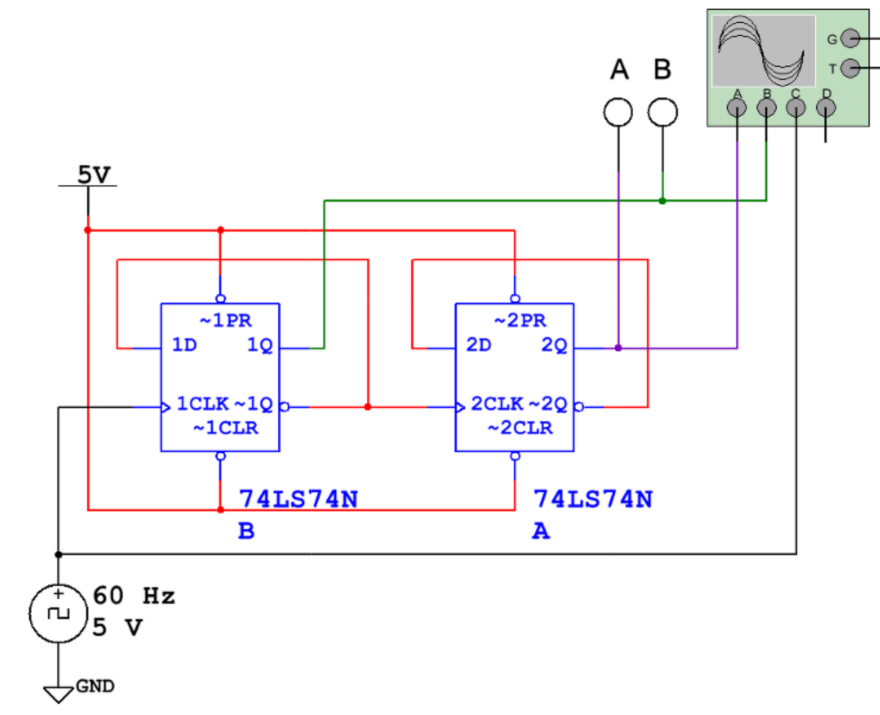 G
T
A B C D
A B
5V
~1PR
1D 1Q
1CLK ~1Q
~1CLR
~2PR
2D 2Q
2CLK ~2Q
~2CLR
74LS74N
B
74LS74N
A
60 Hz
5 V
GND